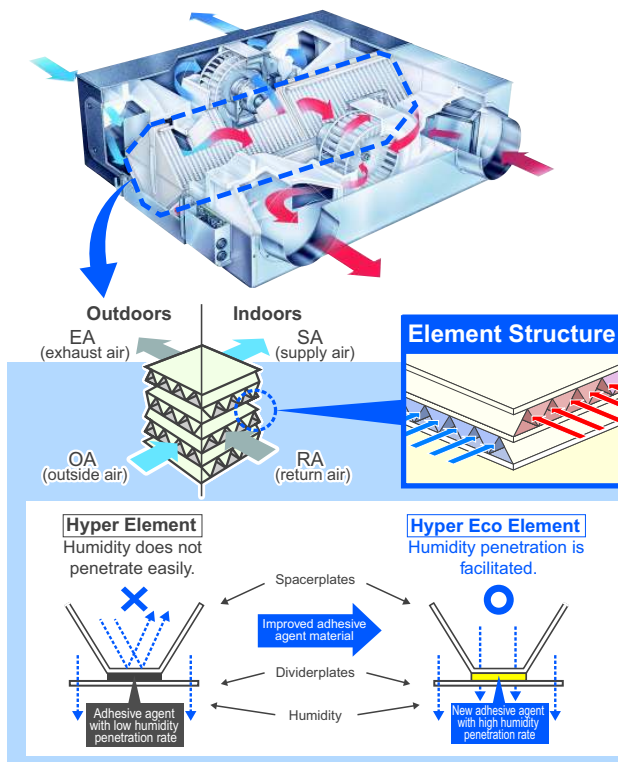 Outdoors Indoors
EA
(exhaust air)
SA
(supply air)
OA
(outside air)
RA
(return air)
Element Structure
Hyper Element
Humidity does not
penetrate easily.
Hyper Eco Element
Humidity penetration is
facilitated.
Spacerplates
Improved adhesive
agent material
Dividerplates
Humidity
Adhesive agent
with low humidity
penetration rate
New adhesive agent
with high humidity
penetration rate